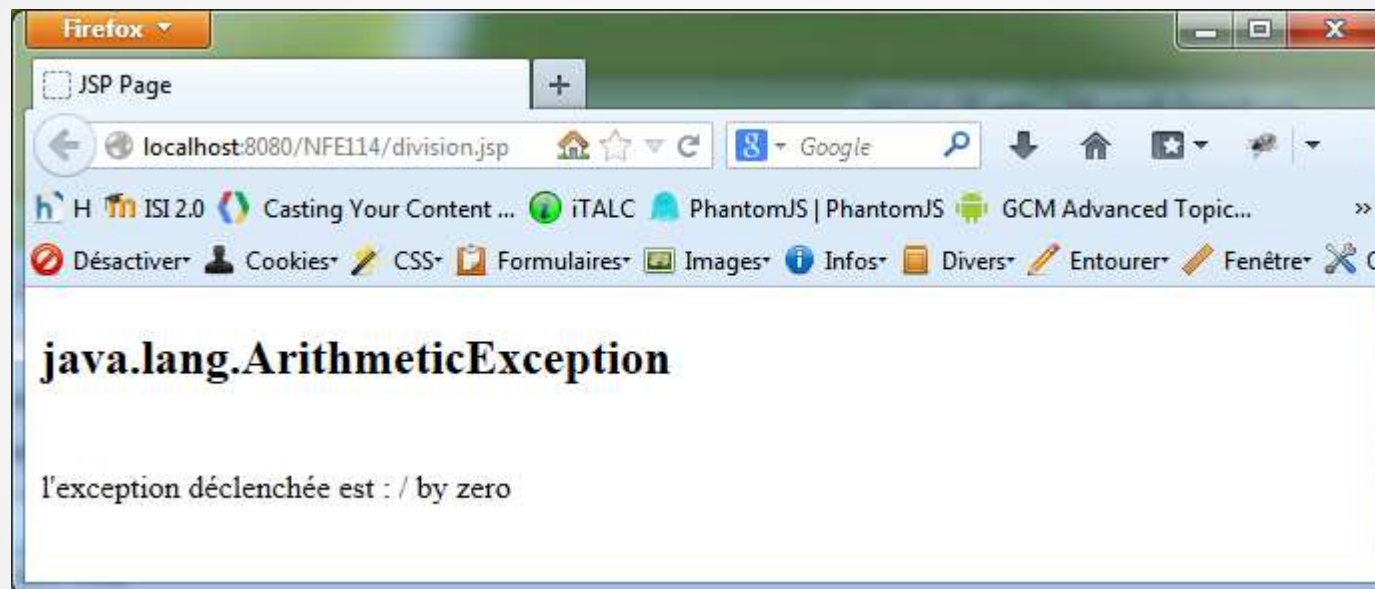 Firefox
JSP Page
localhost:8080/NFE114/division.jsp
Google
H ISI 2.0 Casting Your Content ... iTALC PhantomJS | PhantomJS GCM Advanced Topic... »
Désactiver Cookies CSS Formulaires Images Infos Divers Entourer Fenêtre
java.lang.ArithmeticException
l'exception déclenchée est : / by zero